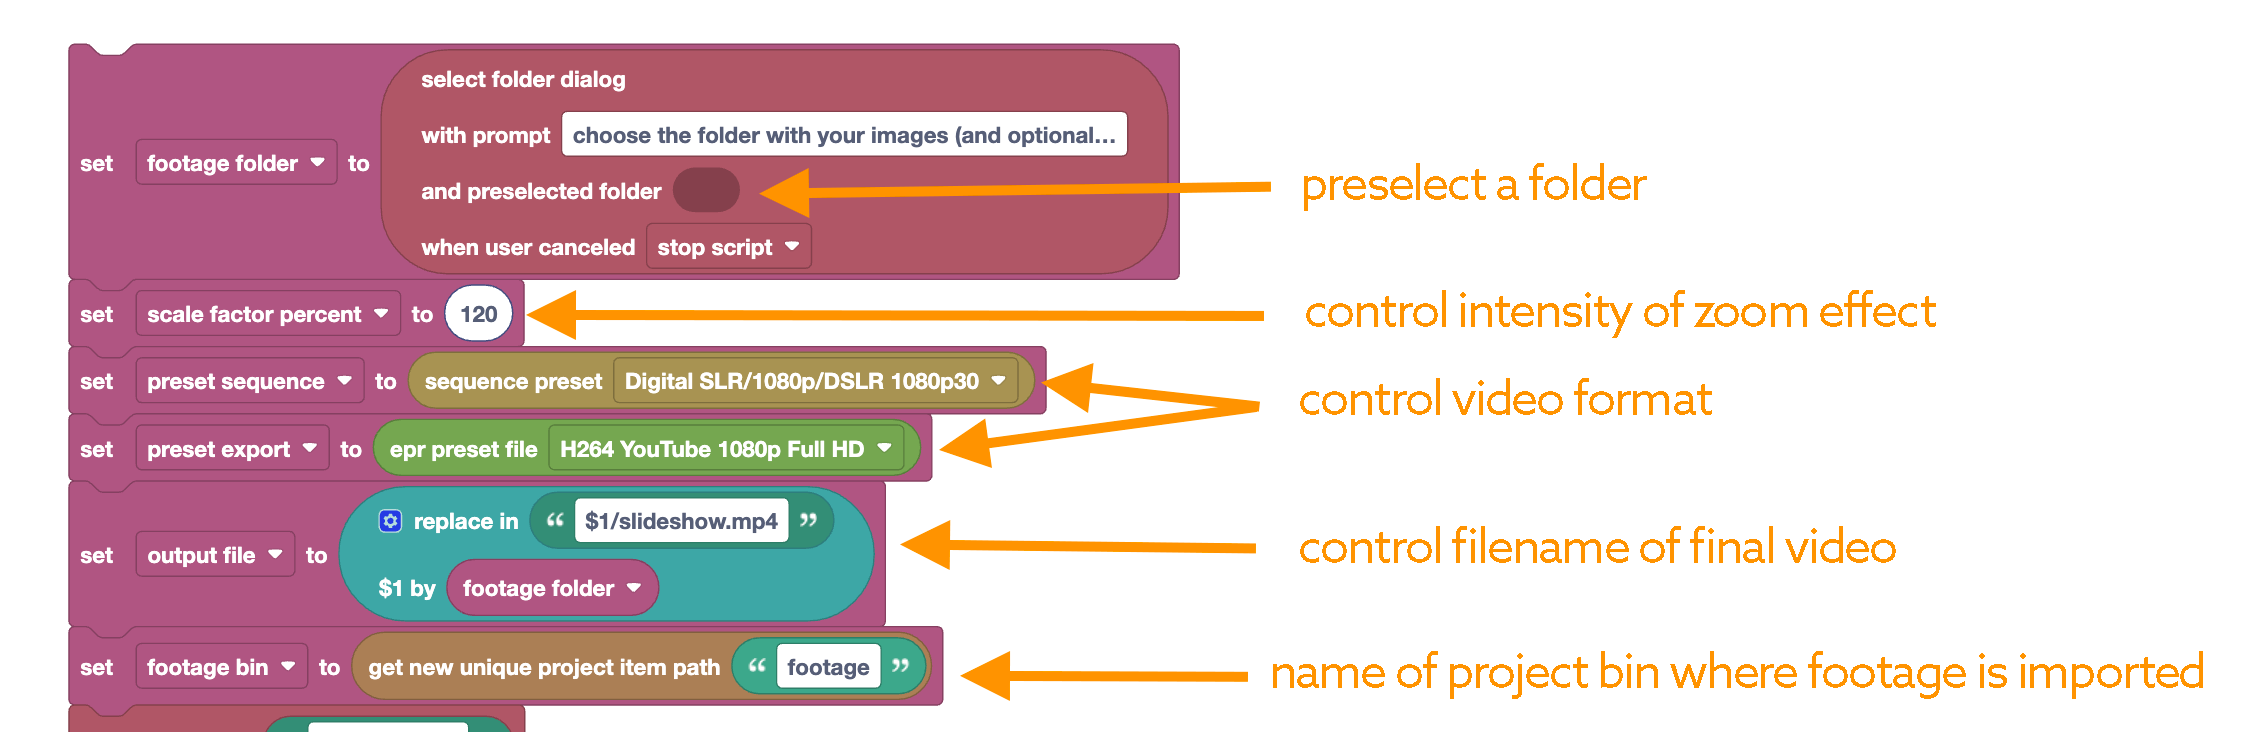 select folder dialog
with prompt choose the folder with your images (and optional...
set footage folder to
and preselected folder
preselect a folder
when user canceled stop script
set scale factor percent to 120
control intensity of zoom effect
set preset sequence to sequence preset Digital SLR/1080p/DSLR 1080p30
control video format
set preset export to epr preset file H264 YouTube 1080p Full HD
replace in “ $1/slideshow.mp4 ”
set output file to
control filename of final video
$1 by footage folder
set footage bin to get new unique project item path “ footage ”
name of project bin where footage is imported